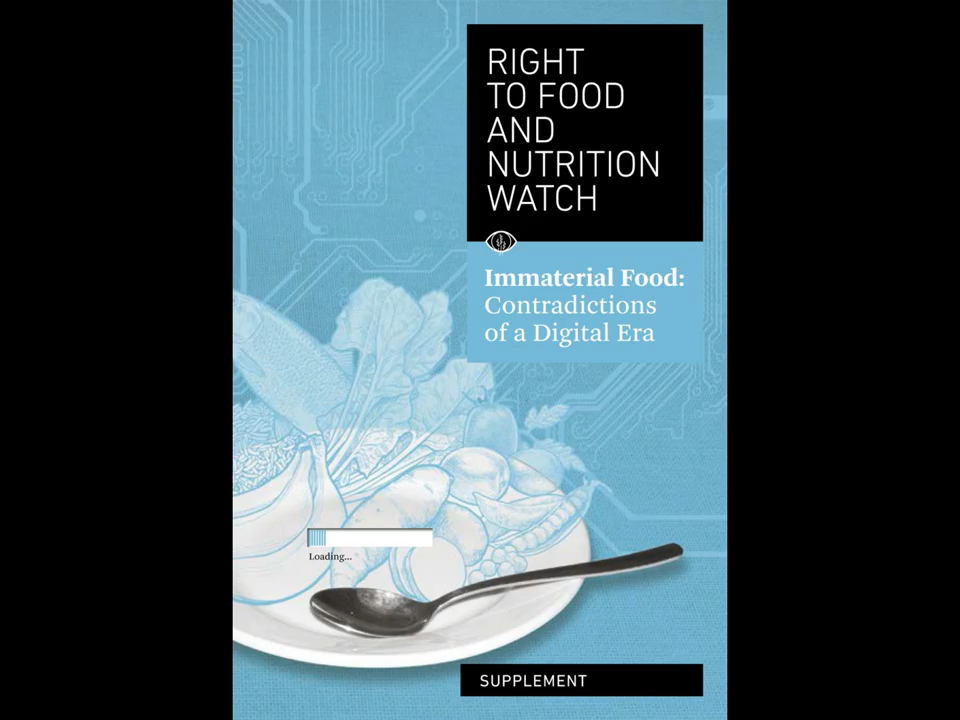 RIGHT
TO FOOD
AND
NUTRITION
WATCH
Immaterial Food:
Contradictions
of a Digital Era
Loading...
SUPPLEMENT